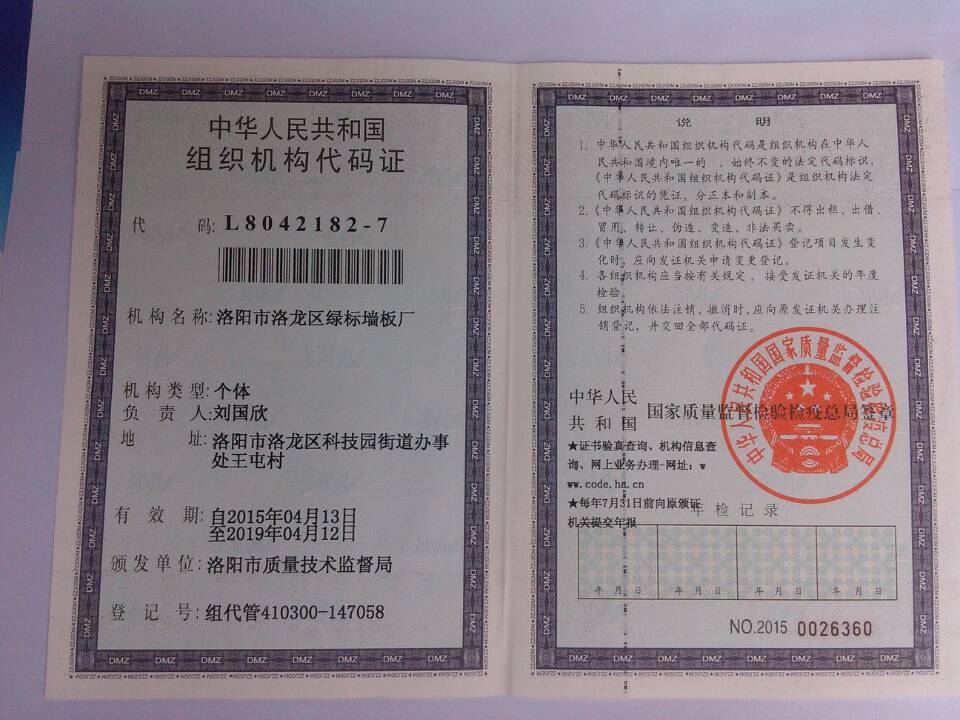 中华人民共和国
组织机构代码证
代 码: L8042182-7
机构名称: 洛阳市洛龙区绿标墙板厂
机构类型: 个体
负 责 人: 刘国欣
地 址: 洛阳市洛龙区科技园街道办事
处王屯村
有 效 期: 自2015年04月13日
至2019年04月12日
颁发单位: 洛阳市质量技术监督局
登 记 号: 组代管410300-147058
说 明
1. 中华人民共和国组织机构代码是组织机构在中华人
民共和国境内唯一的、始终不变的法定代码标识，
《中华人民共和国组织机构代码证》是组织机构法定
代码标识的凭证，分正本和副本。
2.《中华人民共和国组织机构代码证》不得出租、出借、
冒用、转让、伪造、变造、非法买卖。
3.《中华人民共和国组织机构代码证》登记项目发生变
化时，应向发证机关申请变更登记。
4. 各组织机构应当按有关规定，接受发证机关的年度
检验。
5. 组织机构依法注销、撤消时，应向原发证机关办理注
销登记，并交回全部代码证。
中华人民
共和国 国家质量监督检验检疫总局签章
中华人民共和国国家质量监督检验检疫总局
★证书验真查询、机构信息查
询、网上业务办理-网址：w
ww.code.ha.cn
★每年7月31日前向原颁证
机关提交年报
年检记录
年 月 日 年 月 日 年 月 日 年 月 日
NO.2015 0026360